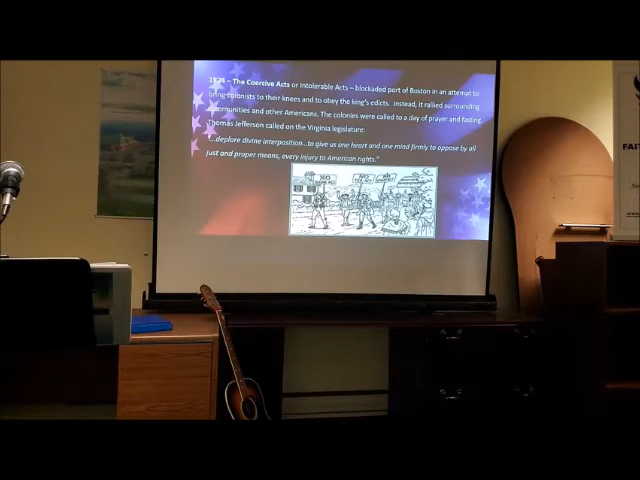 1774 – The Coercive Acts or Intolerable Acts – blockaded port of Boston in an attempt to
bring colonists to their knees and to obey the king's edicts. Instead, it rallied surrounding
communities and other Americans. The colonies were called to a day of prayer and fasting
Thomas Jefferson called on the Virginia legislature:
"…deplore divine interposition…to give us one heart and one mind firmly to oppose by all
just and proper means, every injury to American rights."
NO
NO
NO
FAIT